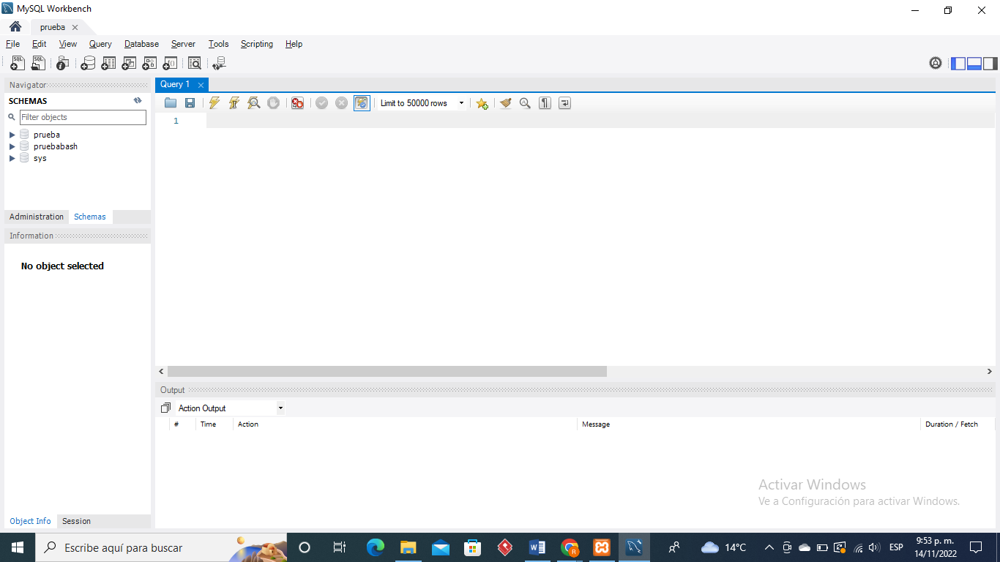 MySQL Workbench
prueba
File Edit View Query Database Server Tools Scripting Help
Navigator
SCHEMAS
Filter objects
prueba
pruebabash
sys
Administration Schemas
Information
No object selected
Object Info Session
Query 1
Limit to 50000 rows
1
Output
Action Output
# Time Action Message Duration / Fetch
Activar Windows
Ve a Configuración para activar Windows.
Escribe aquí para buscar
14°C
ESP
9:53 p. m.
14/11/2022